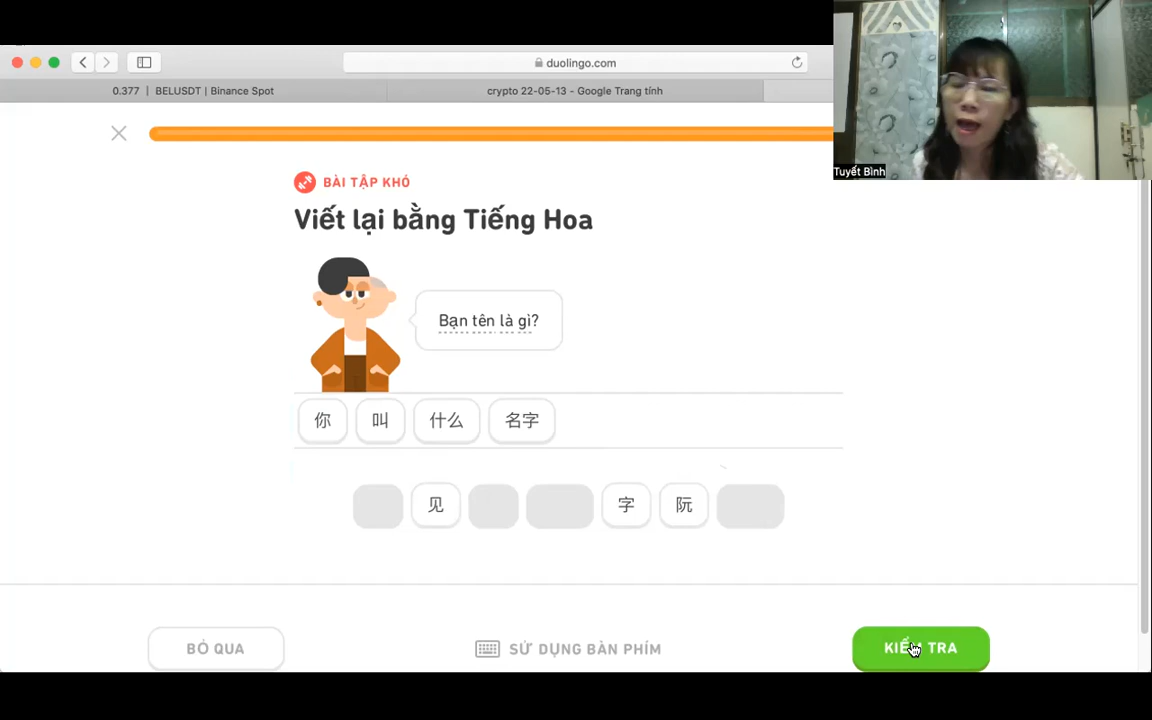 duolingo.com
0.377 | BELUSDT | Binance Spot
crypto 22-05-13 - Google Trang tính
Tuyết Bình
BÀI TẬP KHÓ
Viết lại bằng Tiếng Hoa
Bạn tên là gì?
你 叫 什么 名字
见 字 阮
BỎ QUA
SỬ DỤNG BÀN PHÍM
KIỂM TRA